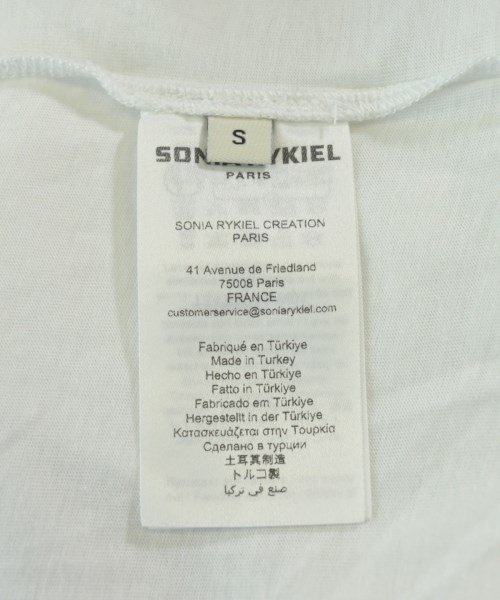 S
SONIA RYKIEL
PARIS
SONIA RYKIEL CREATION
PARIS
41 Avenue de Friedland
75008 Paris
FRANCE
customerservice@soniarykiel.com
Fabriqué en Türkiye
Made in Turkey
Hecho en Türkiye
Fatto in Türkiye
Fabricado em Türkiye
Hergestellt in der Türkiye
Κατασκευάζεται στην Τουρκία
Сделано в турции
土耳其制造
トルコ製
صنع في تركيا